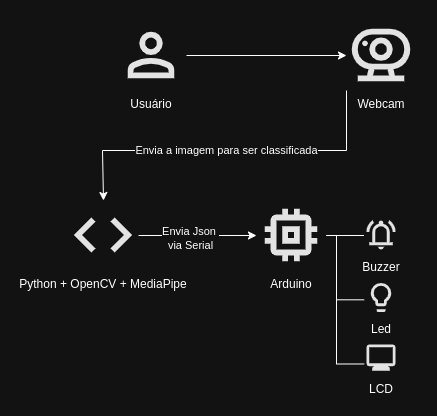 Usuário
Webcam
Envia a imagem para ser classificada
Envia Json
via Serial
Python + OpenCV + MediaPipe
Arduino
Buzzer
Led
LCD